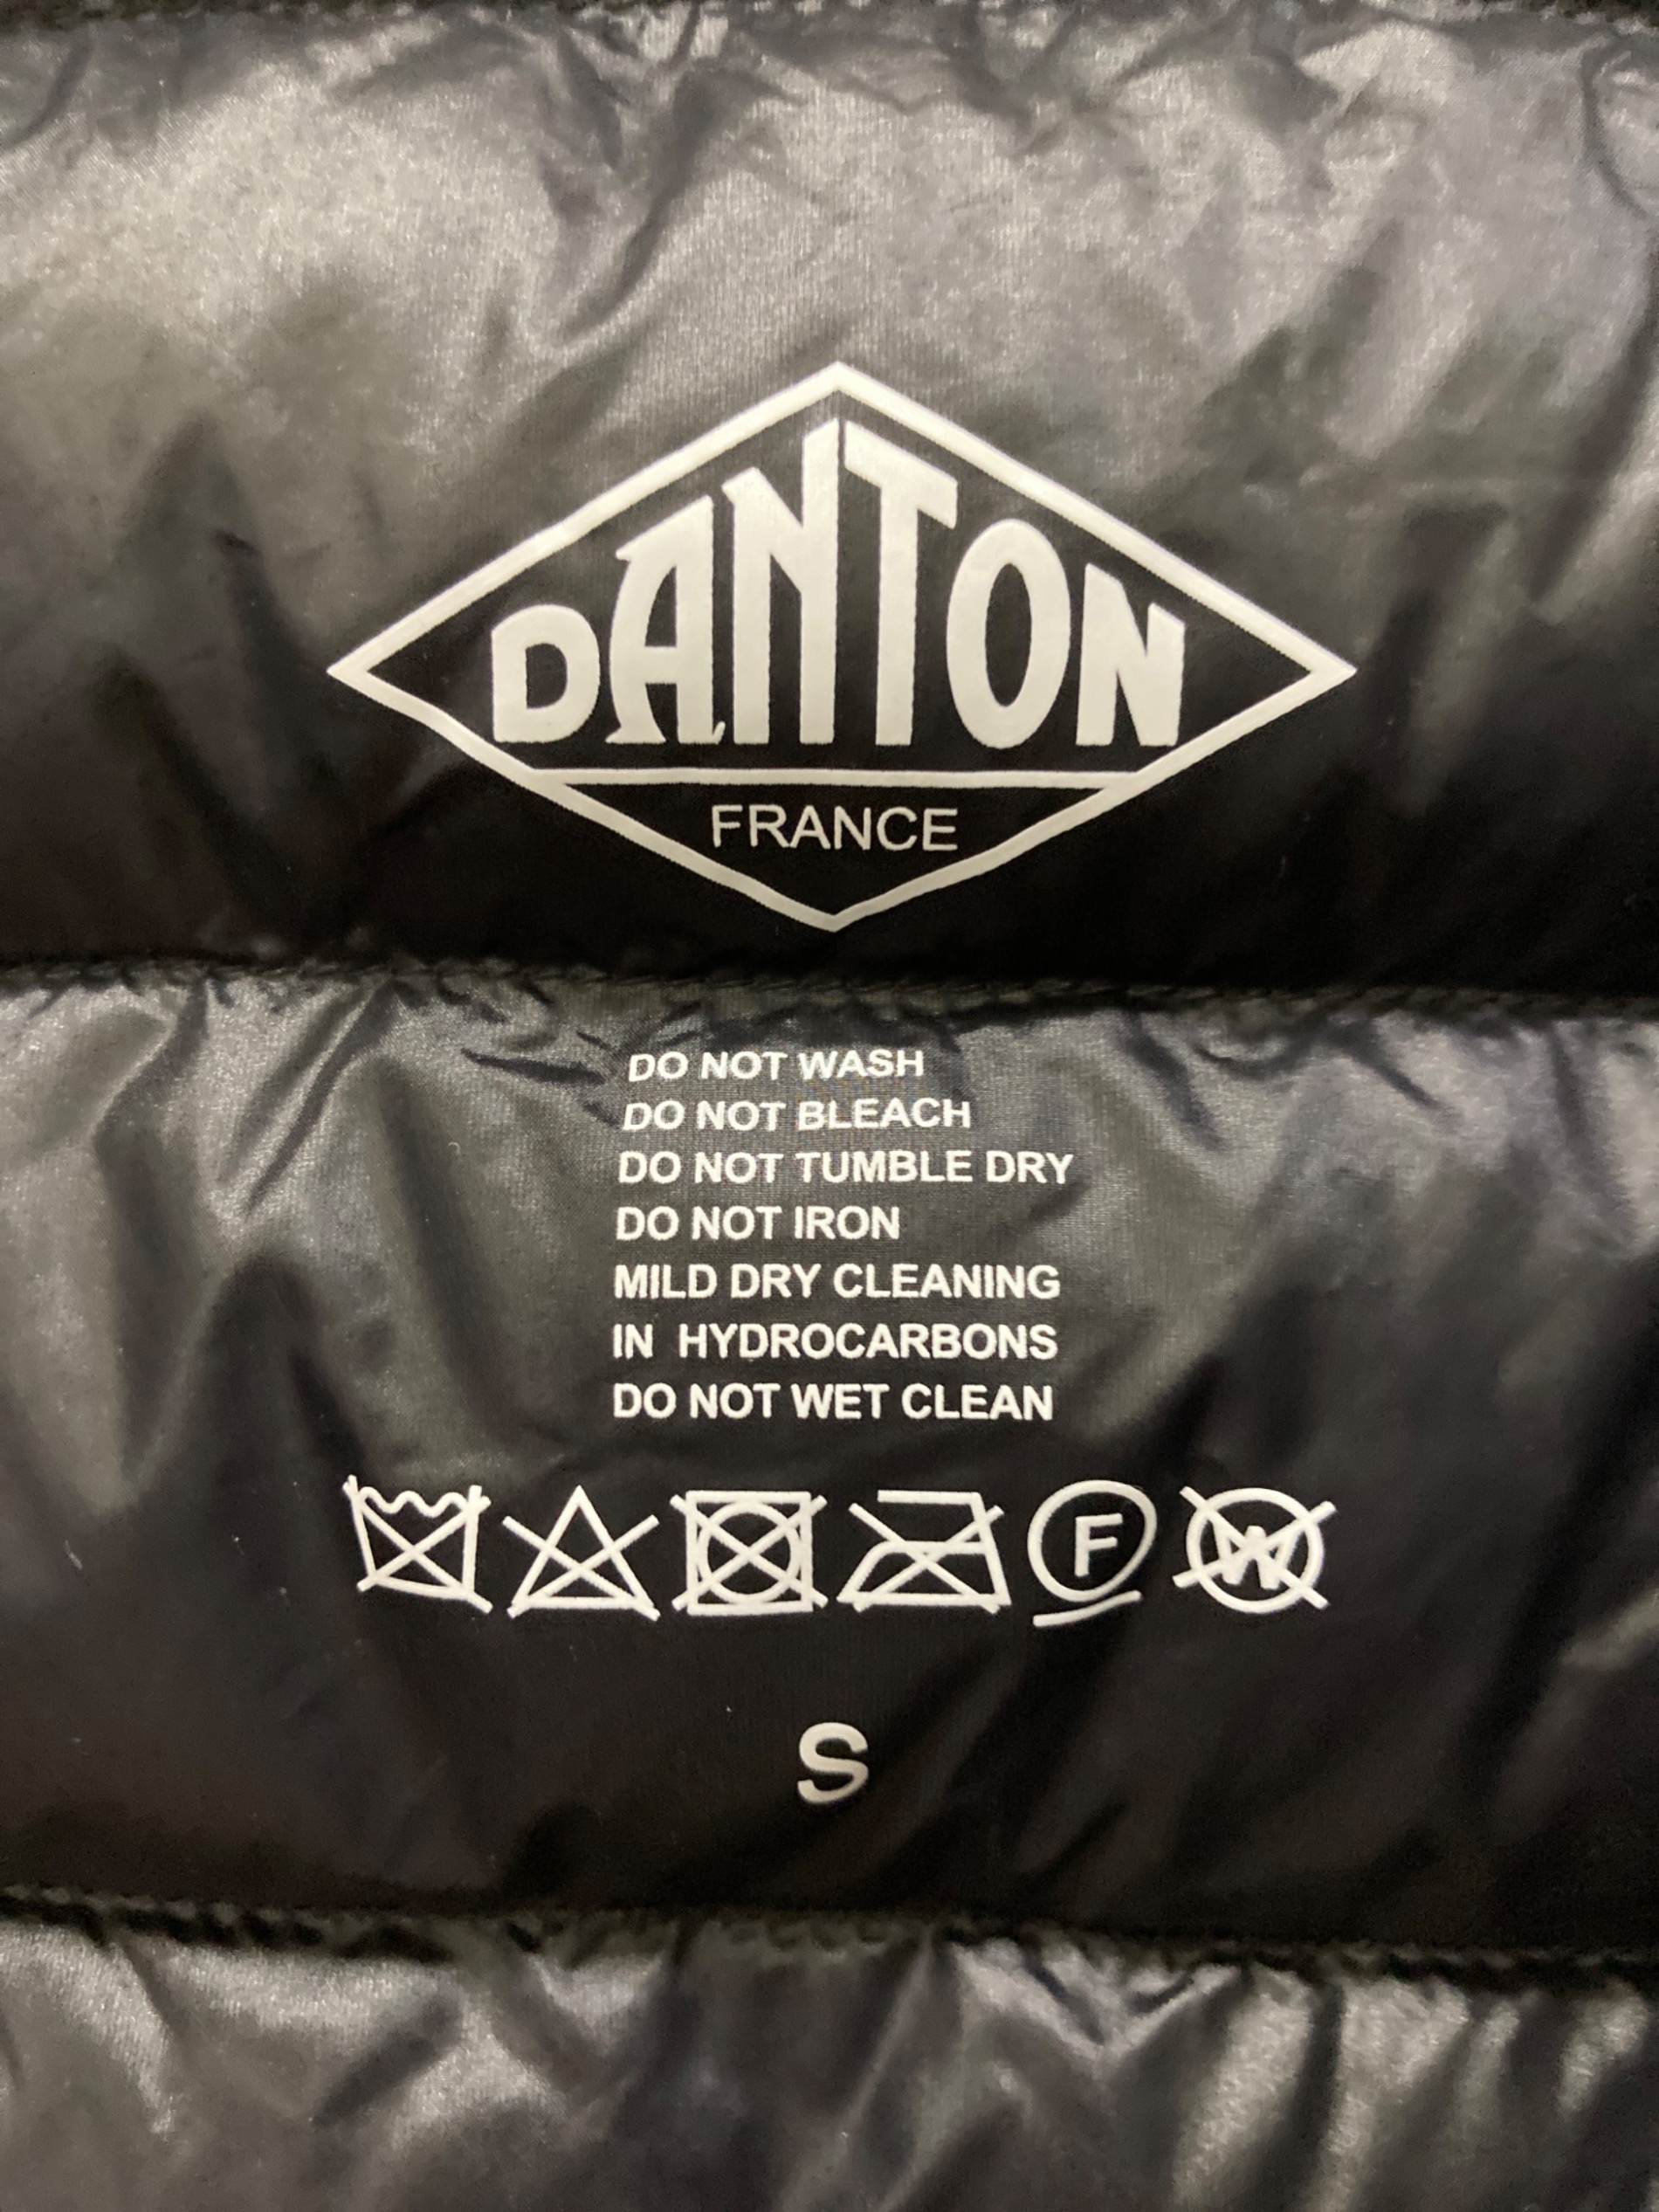 DANTON
FRANCE
DO NOT WASH
DO NOT BLEACH
DO NOT TUMBLE DRY
DO NOT IRON
MILD DRY CLEANING
IN HYDROCARBONS
DO NOT WET CLEAN
F W
S